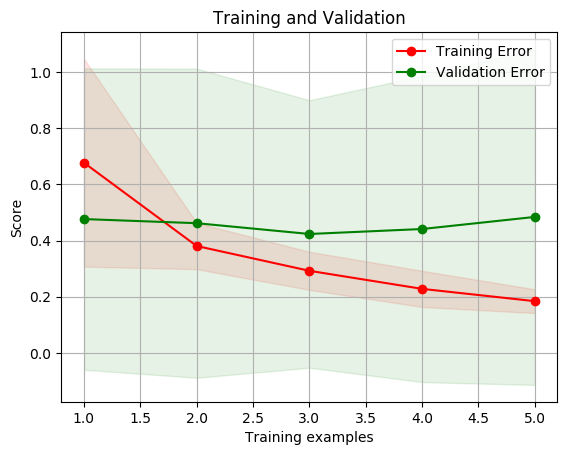 Training and Validation
Training Error
Validation Error
Score
1.0
0.8
0.6
0.4
0.2
0.0
1.0 1.5 2.0 2.5 3.0 3.5 4.0 4.5 5.0
Training examples